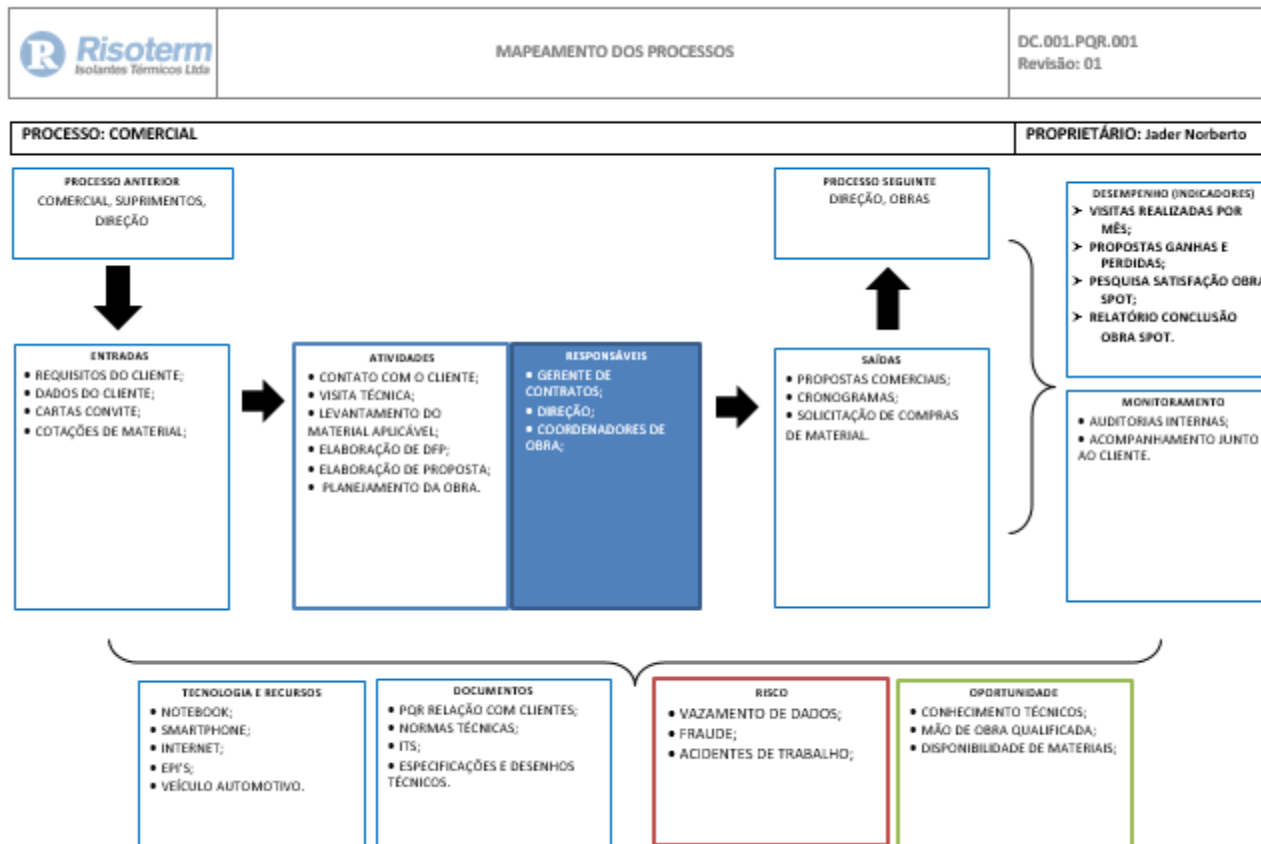 R Risoterm
Isolantes Térmicos Ltda
MAPEAMENTO DOS PROCESSOS
DC.001.PQR.001
Revisão: 01
PROCESSO: COMERCIAL
PROPRIETÁRIO: Jader Norberto
PROCESSO ANTERIOR
COMERCIAL, SUPRIMENTOS,
DIREÇÃO
PROCESSO SEGUINTE
DIREÇÃO, OBRAS
DESEMPENHO (INDICADORES)
➢ VISITAS REALIZADAS POR
MÊS;
➢ PROPOSTAS GANHAS E
PERDIDAS;
➢ PESQUISA SATISFAÇÃO OBRA
SPOT;
➢ RELATÓRIO CONCLUSÃO
OBRA SPOT.
ENTRADAS
• REQUISITOS DO CLIENTE;
• DADOS DO CLIENTE;
• CARTAS CONVITE;
• COTAÇÕES DE MATERIAL;
ATIVIDADES
• CONTATO COM O CLIENTE;
• VISITA TÉCNICA;
• LEVANTAMENTO DO
MATERIAL APLICÁVEL;
• ELABORAÇÃO DE DFP;
• ELABORAÇÃO DE PROPOSTA;
• PLANEJAMENTO DA OBRA.
RESPONSÁVEIS
• GERENTE DE
CONTRATOS;
• DIREÇÃO;
• COORDENADORES DE
OBRA;
SAÍDAS
• PROPOSTAS COMERCIAIS;
• CRONOGRAMAS;
• SOLICITAÇÃO DE COMPRAS
DE MATERIAL.
MONITORAMENTO
• AUDITORIAS INTERNAS;
• ACOMPANHAMENTO JUNTO
AO CLIENTE.
TECNOLOGIA E RECURSOS
• NOTEBOOK;
• SMARTPHONE;
• INTERNET;
• EPI'S;
• VEÍCULO AUTOMOTIVO.
DOCUMENTOS
• PQR RELAÇÃO COM CLIENTES;
• NORMAS TÉCNICAS;
• ITS;
• ESPECIFICAÇÕES E DESENHOS
TÉCNICOS.
RISCO
• VAZAMENTO DE DADOS;
• FRAUDE;
• ACIDENTES DE TRABALHO;
OPORTUNIDADE
• CONHECIMENTO TÉCNICOS;
• MÃO DE OBRA QUALIFICADA;
• DISPONIBILIDADE DE MATERIAIS;